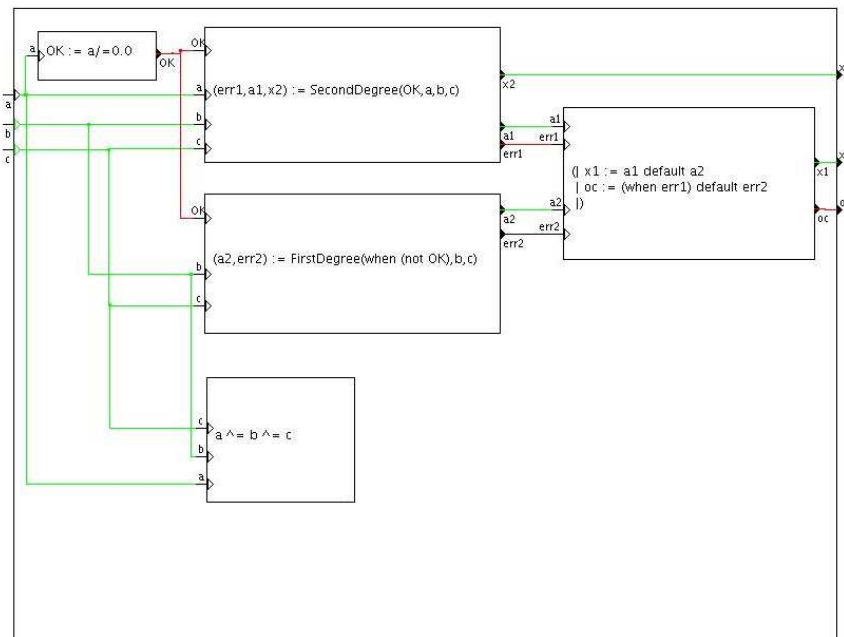 a
OK := a/=0.0
OK
OK
a
b
c
(err1,a1,x2) := SecondDegree(OK,a,b,c)
x2
a1
err1
a
b
c
a1
err1
a2
err2
(| x1 := a1 default a2
| oc := (when err1) default err2
|)
x1
oc
OK
b
c
(a2,err2) := FirstDegree(when (not OK),b,c)
a2
err2
c
b
a
a ^= b ^= c